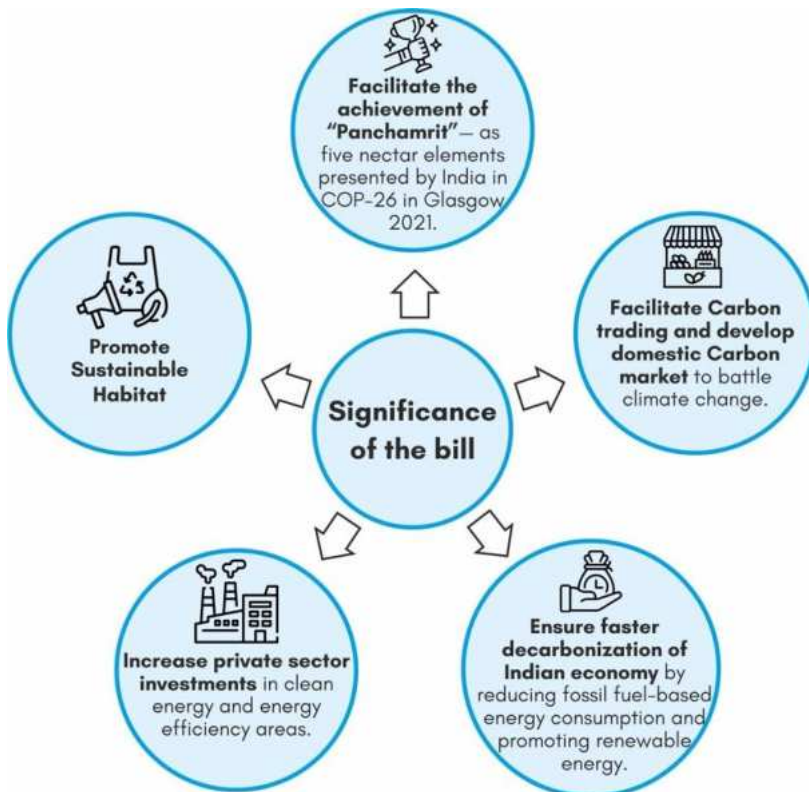 Facilitate the
achievement of
“Panchamrit”— as
five nectar elements
presented by India in
COP-26 in Glasgow
2021.
Promote
Sustainable
Habitat
Facilitate Carbon
trading and develop
domestic Carbon
market to battle
climate change.
Significance
of the bill
Increase private sector
investments in clean
energy and energy
efficiency areas.
Ensure faster
decarbonization of
Indian economy by
reducing fossil fuel-based
energy consumption and
promoting renewable
energy.